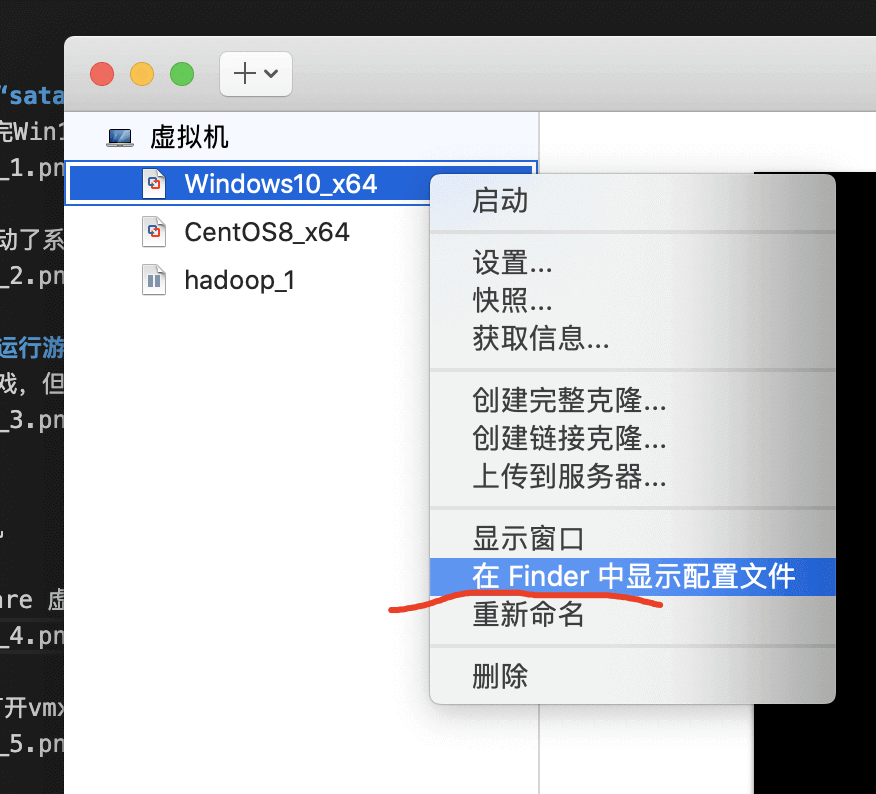 “sata
完Win1
_1.pn
动了系
_2.pn
运行游
戏，但
_3.pn
are 虚
_4.pn
打开vmx
_5.pn
虚拟机
Windows10_x64
CentOS8_x64
hadoop_1
启动
设置...
快照...
获取信息...
创建完整克隆...
创建链接克隆...
上传到服务器...
显示窗口
在 Finder 中显示配置文件
重新命名
删除